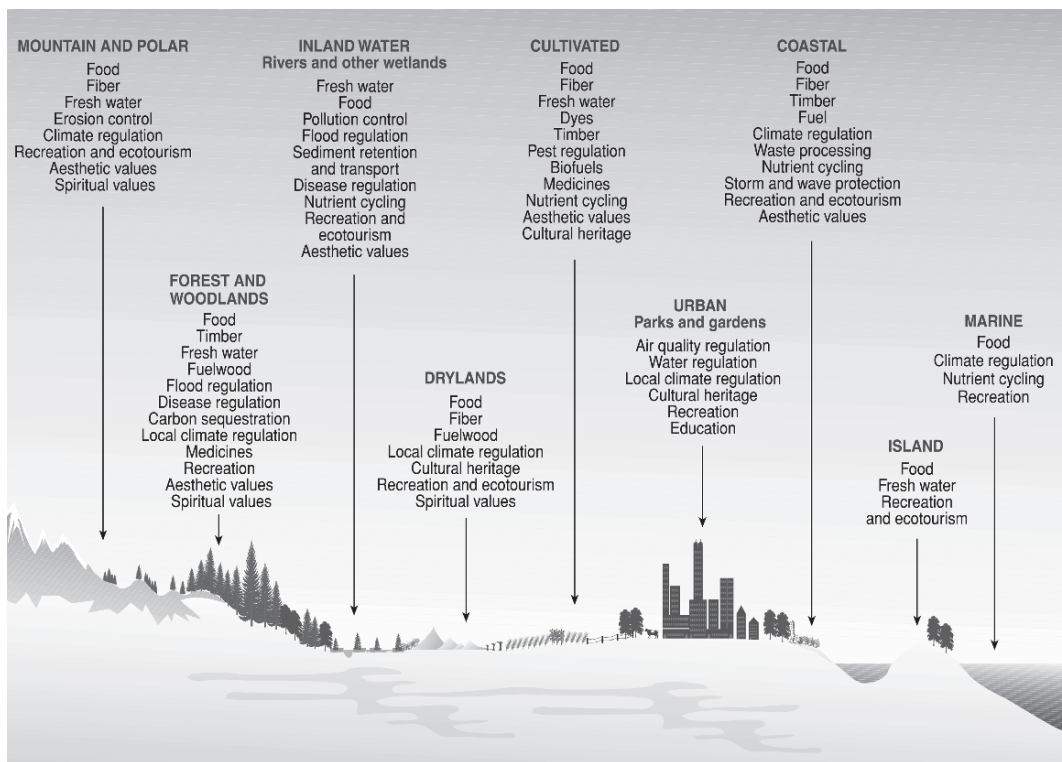 MOUNTAIN AND POLAR
Food
Fiber
Fresh water
Erosion control
Climate regulation
Recreation and ecotourism
Aesthetic values
Spiritual values
INLAND WATER
Rivers and other wetlands
Fresh water
Food
Pollution control
Flood regulation
Sediment retention
and transport
Disease regulation
Nutrient cycling
Recreation and
ecotourism
Aesthetic values
CULTIVATED
Food
Fiber
Fresh water
Dyes
Timber
Pest regulation
Biofuels
Medicines
Nutrient cycling
Aesthetic values
Cultural heritage
COASTAL
Food
Fiber
Timber
Fuel
Climate regulation
Waste processing
Nutrient cycling
Storm and wave protection
Recreation and ecotourism
Aesthetic values
FOREST AND
WOODLANDS
Food
Timber
Fresh water
Fuelwood
Flood regulation
Disease regulation
Carbon sequestration
Local climate regulation
Medicines
Recreation
Aesthetic values
Spiritual values
DRYLANDS
Food
Fiber
Fuelwood
Local climate regulation
Cultural heritage
Recreation and ecotourism
Spiritual values
URBAN
Parks and gardens
Air quality regulation
Water regulation
Local climate regulation
Cultural heritage
Recreation
Education
MARINE
Food
Climate regulation
Nutrient cycling
Recreation
ISLAND
Food
Fresh water
Recreation
and ecotourism